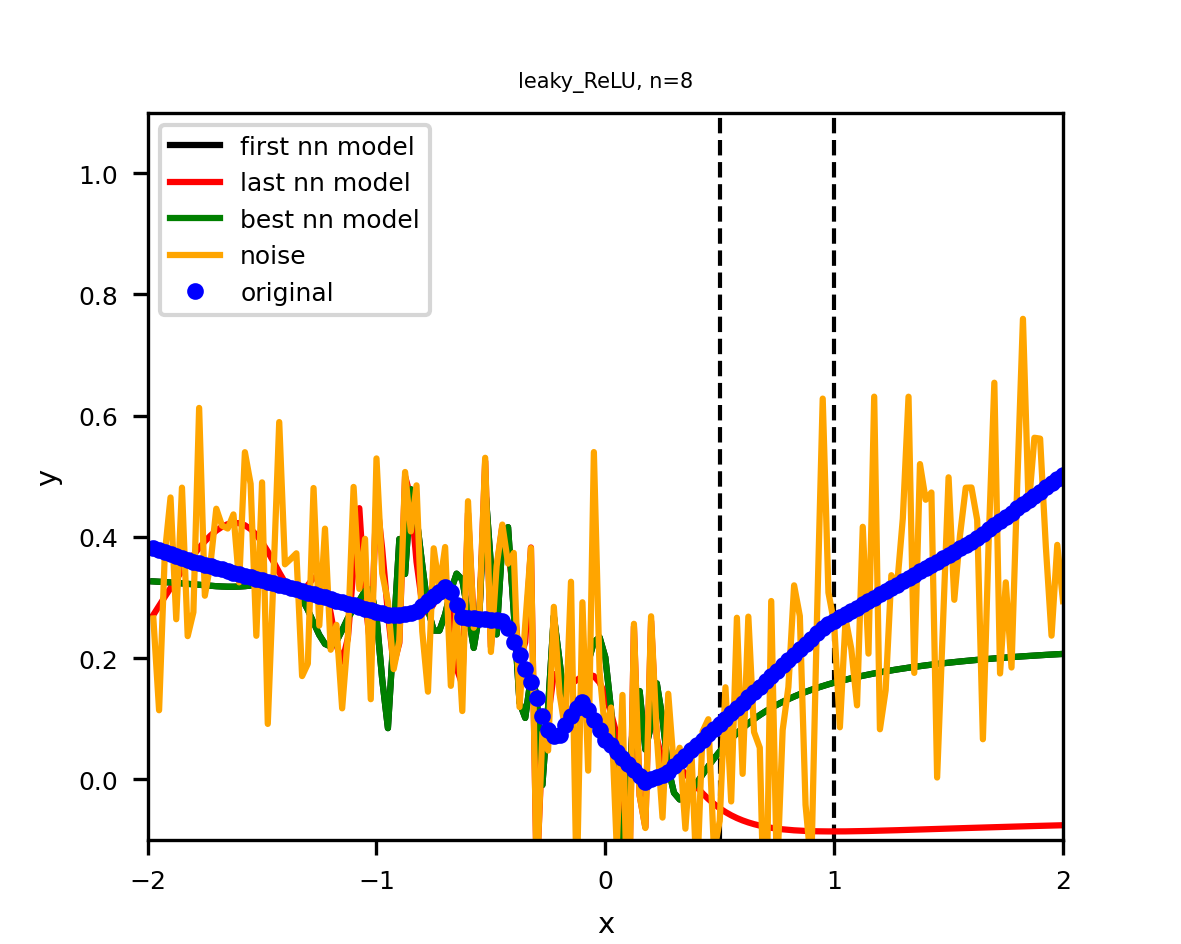 leaky_ReLU, n=8
first nn model
last nn model
best nn model
noise
original
y
1.0
0.8
0.6
0.4
0.2
0.0
−2
−1
0
1
2
x